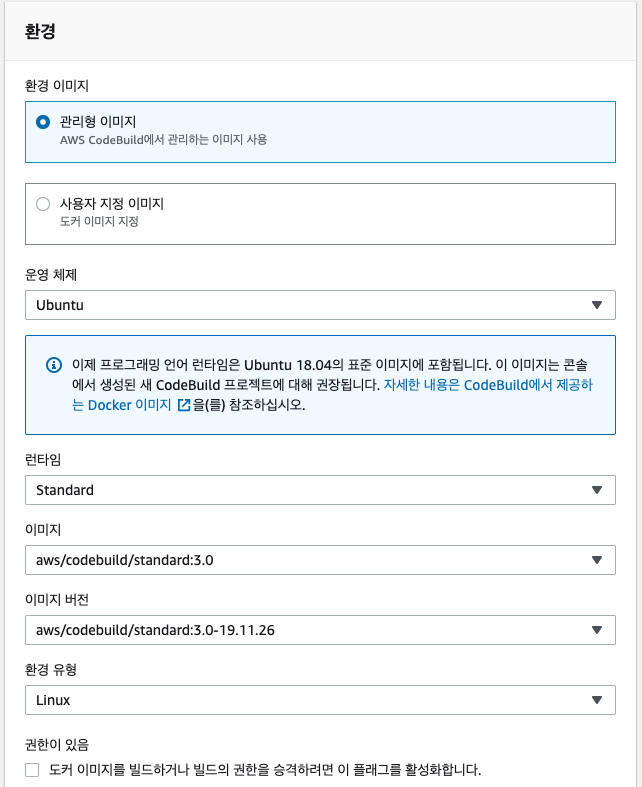 환경
환경 이미지
관리형 이미지
AWS CodeBuild에서 관리하는 이미지 사용
사용자 지정 이미지
도커 이미지 지정
운영 체제
Ubuntu
이제 프로그래밍 언어 런타임은 Ubuntu 18.04의 표준 이미지에 포함됩니다. 이 이미지는 콘솔
에서 생성된 새 CodeBuild 프로젝트에 대해 권장됩니다. 자세한 내용은 CodeBuild에서 제공하
는 Docker 이미지 을(를) 참조하십시오.
런타임
Standard
이미지
aws/codebuild/standard:3.0
이미지 버전
aws/codebuild/standard:3.0-19.11.26
환경 유형
Linux
권한이 있음
도커 이미지를 빌드하거나 빌드의 권한을 승격하려면 이 플래그를 활성화합니다.